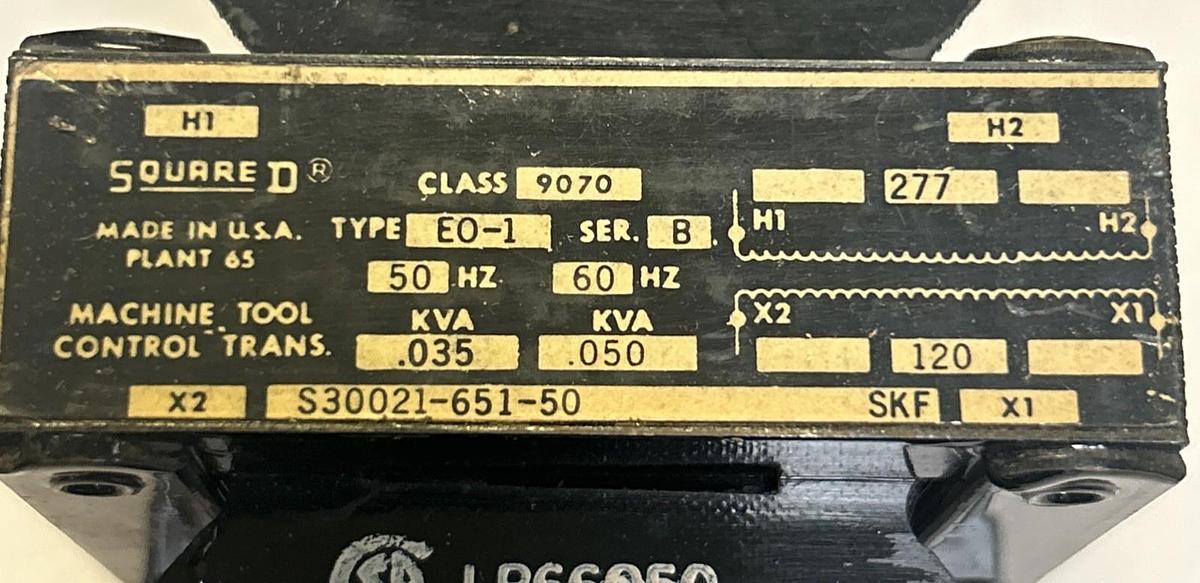 H1 H2
SQUARE D ®
CLASS 9070 277
MADE IN U.S.A. TYPE EO-1 SER. B H1 H2
PLANT 65
50 HZ 60 HZ
MACHINE TOOL KVA KVA X2 X1
CONTROL TRANS. .035 .050 120
X2 S30021-651-50 SKF X1